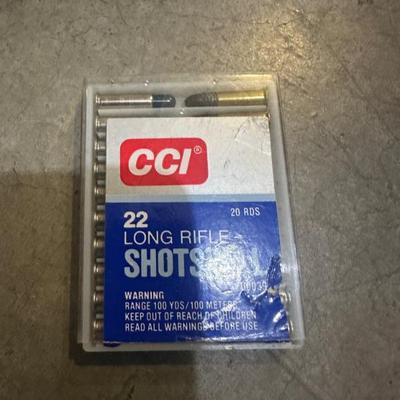 CCI®
22
20 RDS
LONG RIFLE
WARNING
RANGE 100 YDS/100 METERS
KEEP OUT OF REACH OF CHILDREN
READ ALL WARNINGS BEFORE USE